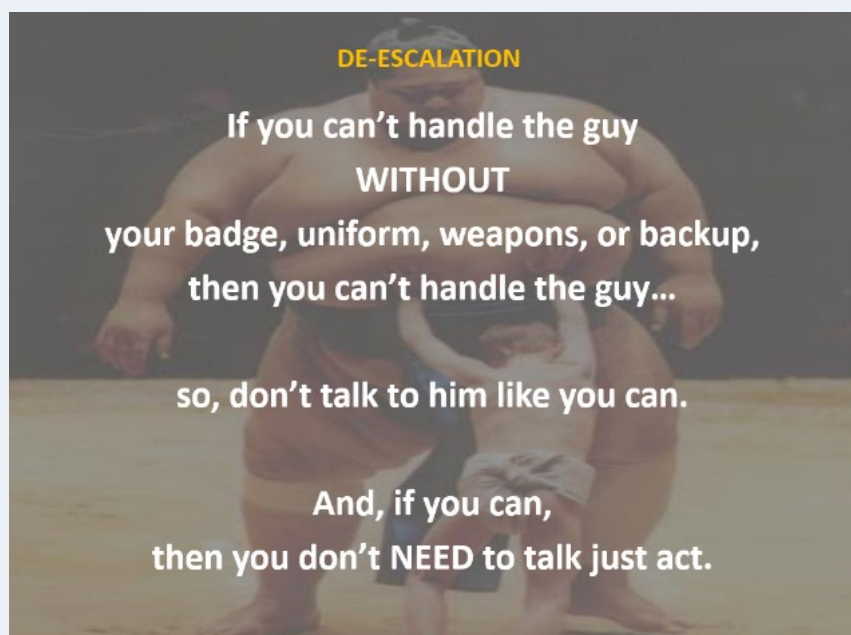 DE-ESCALATION
If you can't handle the guy
WITHOUT
your badge, uniform, weapons, or backup,
then you can't handle the guy...
so, don't talk to him like you can.
And, if you can,
then you don't NEED to talk just act.